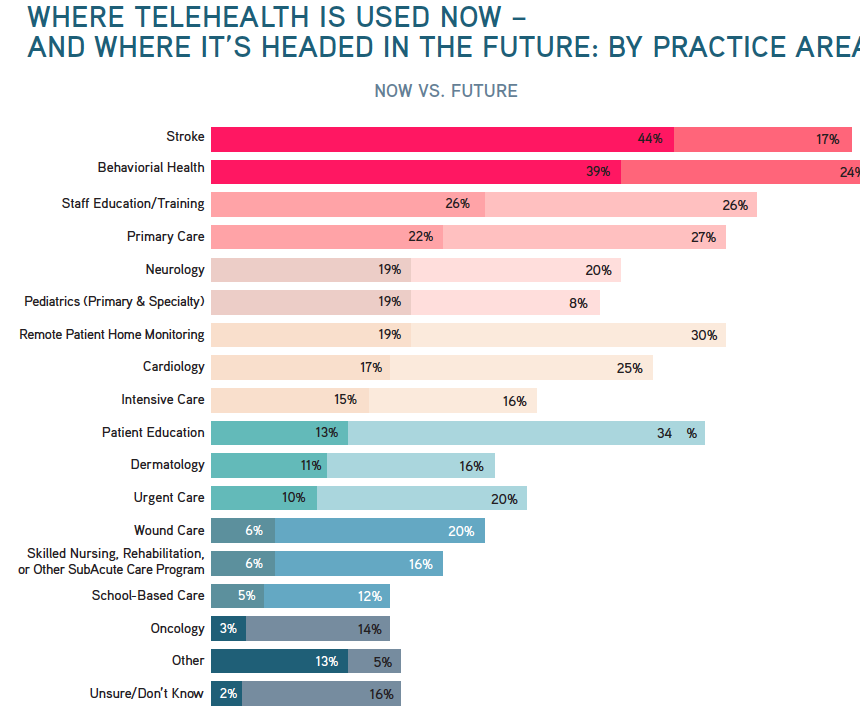 WHERE TELEHEALTH IS USED NOW –
AND WHERE IT'S HEADED IN THE FUTURE: BY PRACTICE AREA
NOW VS. FUTURE
Stroke 44% 17%
Behaviorial Health 39% 24%
Staff Education/Training 26% 26%
Primary Care 22% 27%
Neurology 19% 20%
Pediatrics (Primary & Specialty) 19% 8%
Remote Patient Home Monitoring 19% 30%
Cardiology 17% 25%
Intensive Care 15% 16%
Patient Education 13% 34 %
Dermatology 11% 16%
Urgent Care 10% 20%
Wound Care 6% 20%
Skilled Nursing, Rehabilitation,
or Other SubAcute Care Program 6% 16%
School-Based Care 5% 12%
Oncology 3% 14%
Other 13% 5%
Unsure/Don't Know 2% 16%